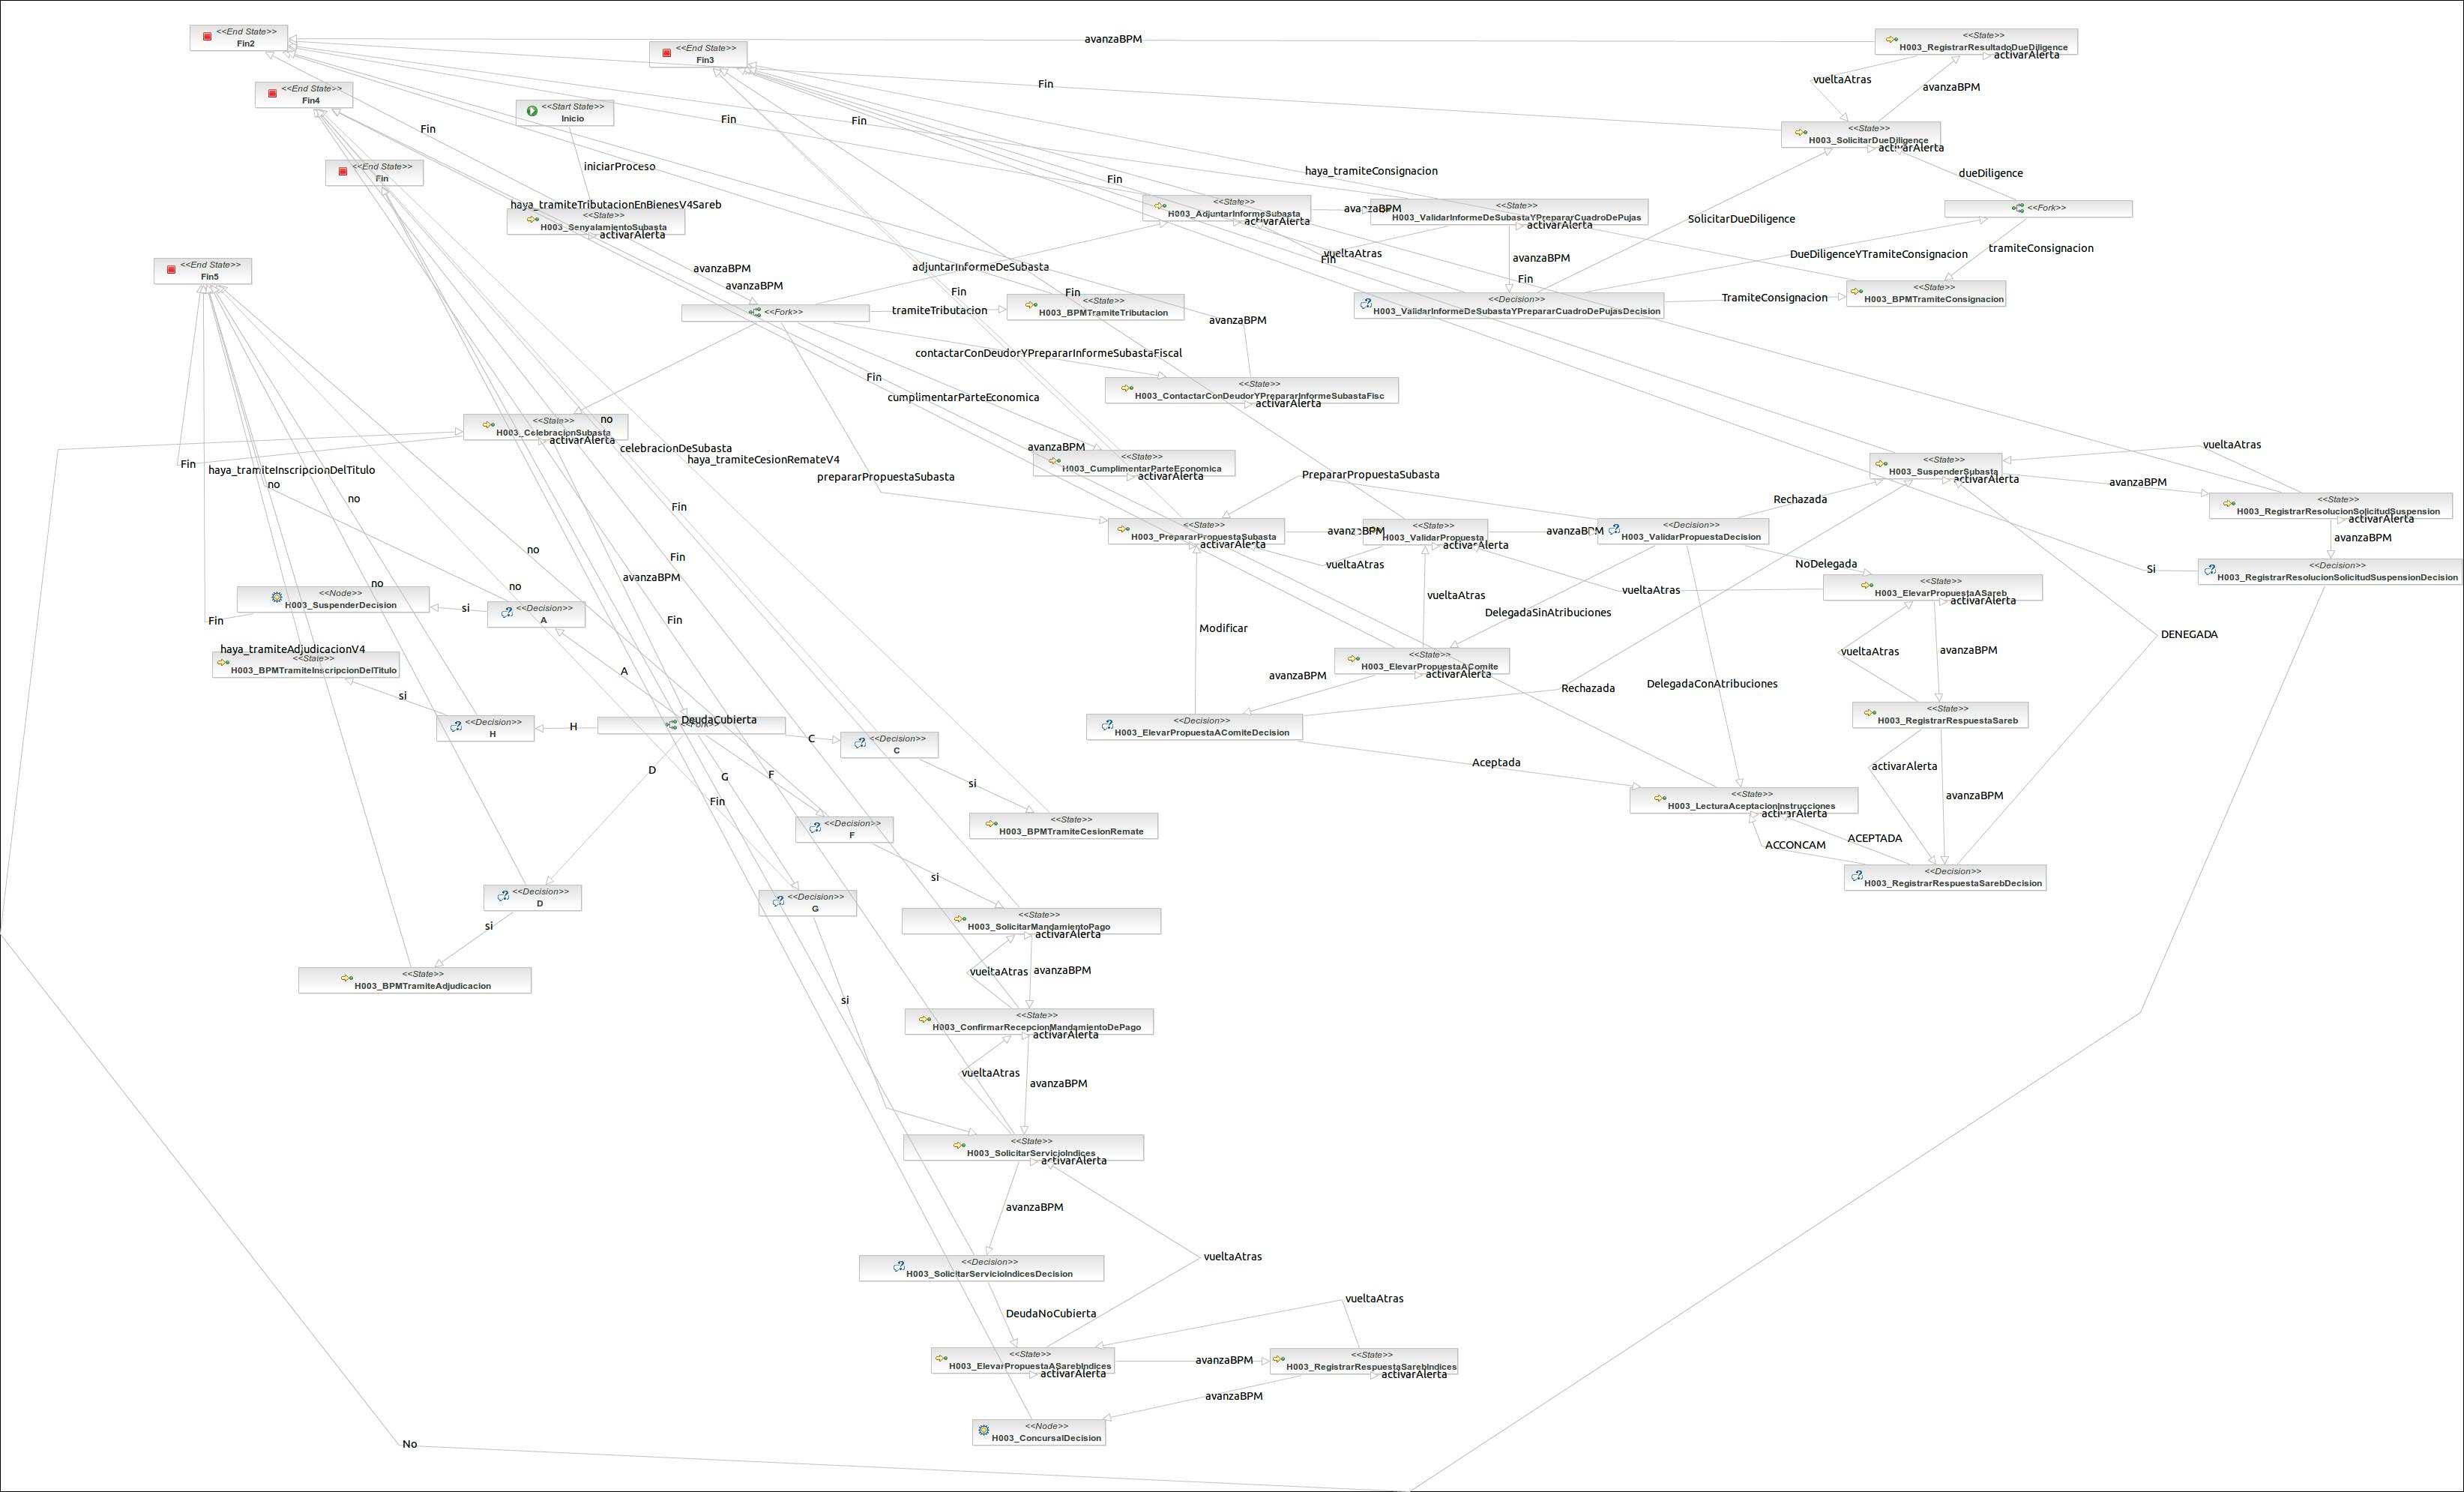 <<End State>>
Fin2
avanzaBPM
<<State>>
H003_RegistrarResultadoDueDiligence
activarAlerta
<<End State>>
Fin3
vueltaAtras
avanzaBPM
Fin
<<End State>>
Fin4
<<Start State>>
Inicio
Fin
Fin
Fin
<<State>>
H003_SolicitarDueDiligence
activarAlerta
<<End State>>
Fin
iniciarProceso
haya_tramiteConsignacion
dueDiligence
Fin
haya_tramiteTributacionEnBienesV4Sareb
<<State>>
H003_SenyalamientoSubasta
activarAlerta
<<State>>
H003_AdjuntarInformeSubasta
activarAlerta
avanzaBPM
<<State>>
H003_ValidarInformeDeSubastaYPrepararCuadroDePujas
activarAlerta
SolicitarDueDiligence
<<Fork>>
tramiteConsignacion
DueDiligenceYTramiteConsignacion
vueltaAtras
Fin
avanzaBPM
<<End State>>
Fin5
avanzaBPM
adjuntarInformeDeSubasta
avanzaBPM
Fin
Fin
Fin
<<State>>
H003_BPMTramiteConsignacion
TramiteConsignacion
<<Decision>>
H003_ValidarInformeDeSubastaYPrepararCuadroDePujasDecision
<<State>>
H003_BPMTramiteTributacion
tramiteTributacion
<<Fork>>
avanzaBPM
contactarConDeudorYPrepararInformeSubastaFiscal
Fin
<<State>>
H003_ContactarConDeudorYPrepararInformeSubastaFisc
activarAlerta
cumplimentarParteEconomica
<<State>>
H003_CelebracionSubasta
activarAlerta
no
celebracionDeSubasta
haya_tramiteCesionRemateV4
avanzaBPM
<<State>>
H003_CumplimentarParteEconomica
activarAlerta
Fin
haya_tramiteInscripcionDelTitulo
no
no
prepararPropuestaSubasta
PrepararPropuestaSubasta
vueltaAtras
<<State>>
H003_SuspenderSubasta
activarAlerta
avanzaBPM
Rechazada
<<State>>
H003_RegistrarResolucionSolicitudSuspension
activarAlerta
Fin
<<State>>
H003_PrepararPropuestaSubasta
activarAlerta
avanzaBPM
<<State>>
H003_ValidarPropuesta
activarAlerta
avanzaBPM
<<Decision>>
H003_ValidarPropuestaDecision
avanzaBPM
no
Fin
vueltaAtras
NoDelegada
Si
<<Decision>>
H003_RegistrarResolucionSolicitudSuspensionDecision
avanzaBPM
no
no
<<Node>>
H003_SuspenderDecision
si
<<Decision>>
A
Fin
Fin
vueltaAtras
vueltaAtras
<<State>>
H003_ElevarPropuestaASareb
activarAlerta
DelegadaSinAtribuciones
Modificar
DENEGADA
haya_tramiteAdjudicacionV4
<<State>>
H003_BPMTramiteInscripcionDelTitulo
A
<<State>>
H003_ElevarPropuestaAComite
activarAlerta
avanzaBPM
vueltaAtras
avanzaBPM
DelegadaConAtribuciones
Rechazada
si
<<Decision>>
H
H
<<Fork>>
DeudaCubierta
C
<<Decision>>
C
<<Decision>>
H003_ElevarPropuestaAComiteDecision
<<State>>
H003_RegistrarRespuestaSareb
Aceptada
activarAlerta
D
G
F
si
avanzaBPM
Fin
<<State>>
H003_LecturaAceptacionInstrucciones
activarAlerta
<<Decision>>
F
<<State>>
H003_BPMTramiteCesionRemate
ACEPTADA
ACCONCAM
si
<<Decision>>
H003_RegistrarRespuestaSarebDecision
<<Decision>>
D
<<Decision>>
G
si
<<State>>
H003_SolicitarMandamientoPago
activarAlerta
<<State>>
H003_BPMTramiteAdjudicacion
vueltaAtras
avanzaBPM
si
<<State>>
H003_ConfirmarRecepcionMandamientoDePago
activarAlerta
vueltaAtras
avanzaBPM
<<State>>
H003_SolicitarServicioIndices
activarAlerta
avanzaBPM
vueltaAtras
<<Decision>>
H003_SolicitarServicioIndicesDecision
DeudaNoCubierta
vueltaAtras
<<State>>
H003_ElevarPropuestaASarebIndices
activarAlerta
avanzaBPM
<<State>>
H003_RegistrarRespuestaSarebIndices
activarAlerta
avanzaBPM
<<Node>>
H003_ConcursalDecision
No